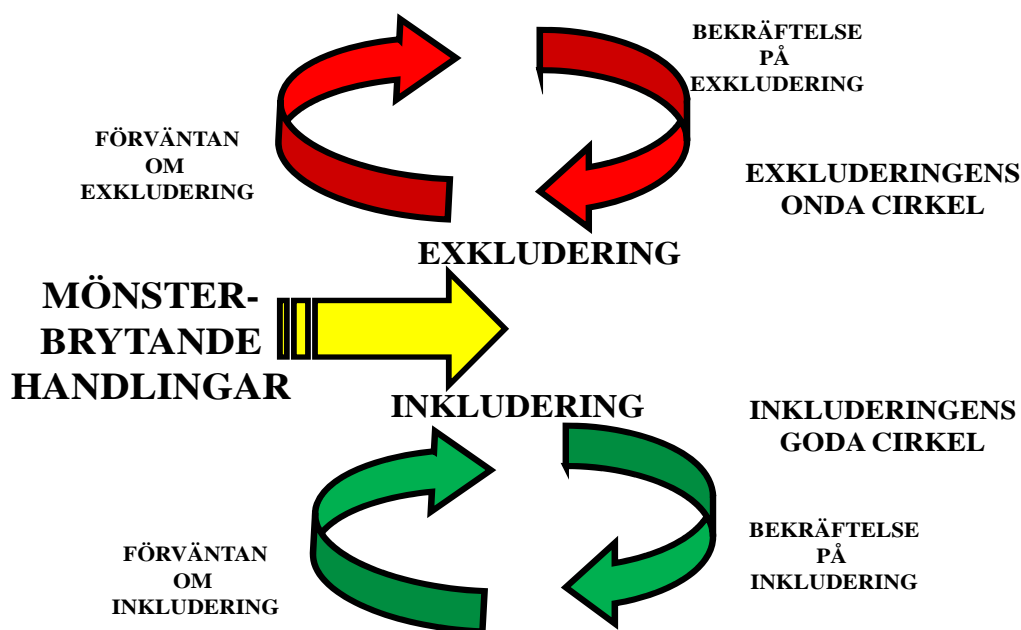 BEKRÄFTELSE
PÅ
EXKLUDERING
FÖRVÄNTAN
OM
EXKLUDERING
EXKLUDERINGENS
ONDA CIRKEL
EXKLUDERING
MÖNSTER-
BRYTANDE
HANDLINGAR
INKLUDERING
INKLUDERINGENS
GODA CIRKEL
FÖRVÄNTAN
OM
INKLUDERING
BEKRÄFTELSE
PÅ
INKLUDERING